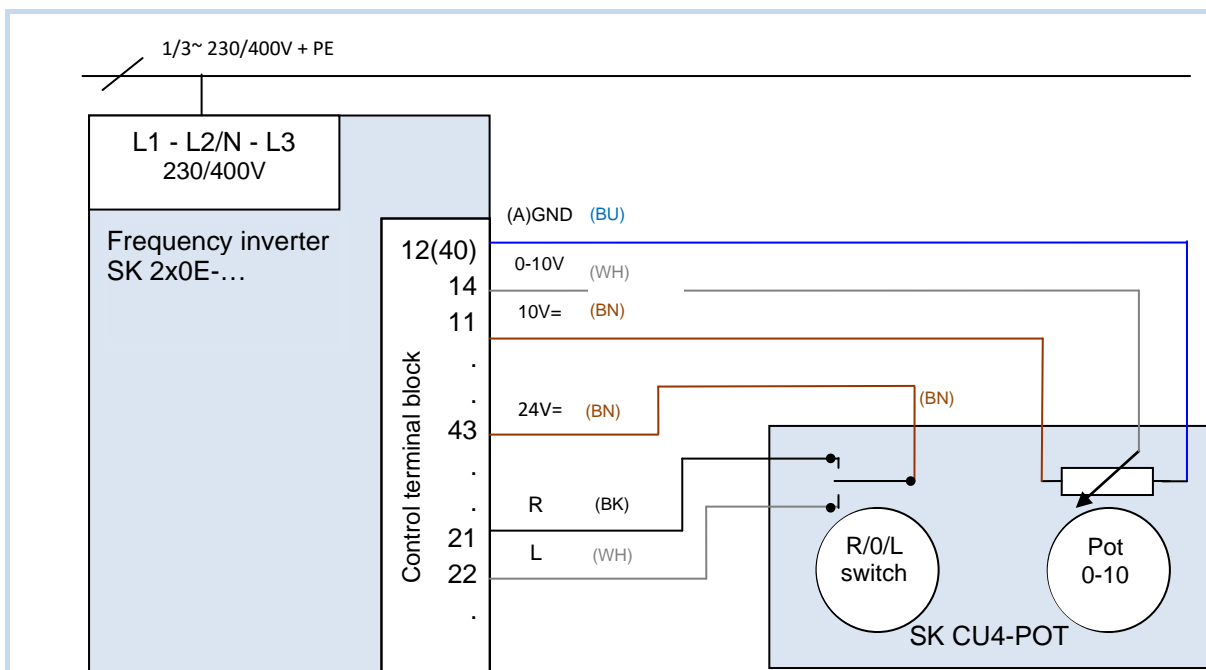 1/3~ 230/400V + PE
L1 - L2/N - L3
230/400V
Frequency inverter
SK 2x0E-…
Control terminal block
(A)GND (BU)
12(40)
0-10V (WH)
14
10V= (BN)
11
.
.
24V= (BN)
(BN)
43
.
.
R (BK)
21
L (WH)
22
.
R/0/L
switch
Pot
0-10
SK CU4-POT